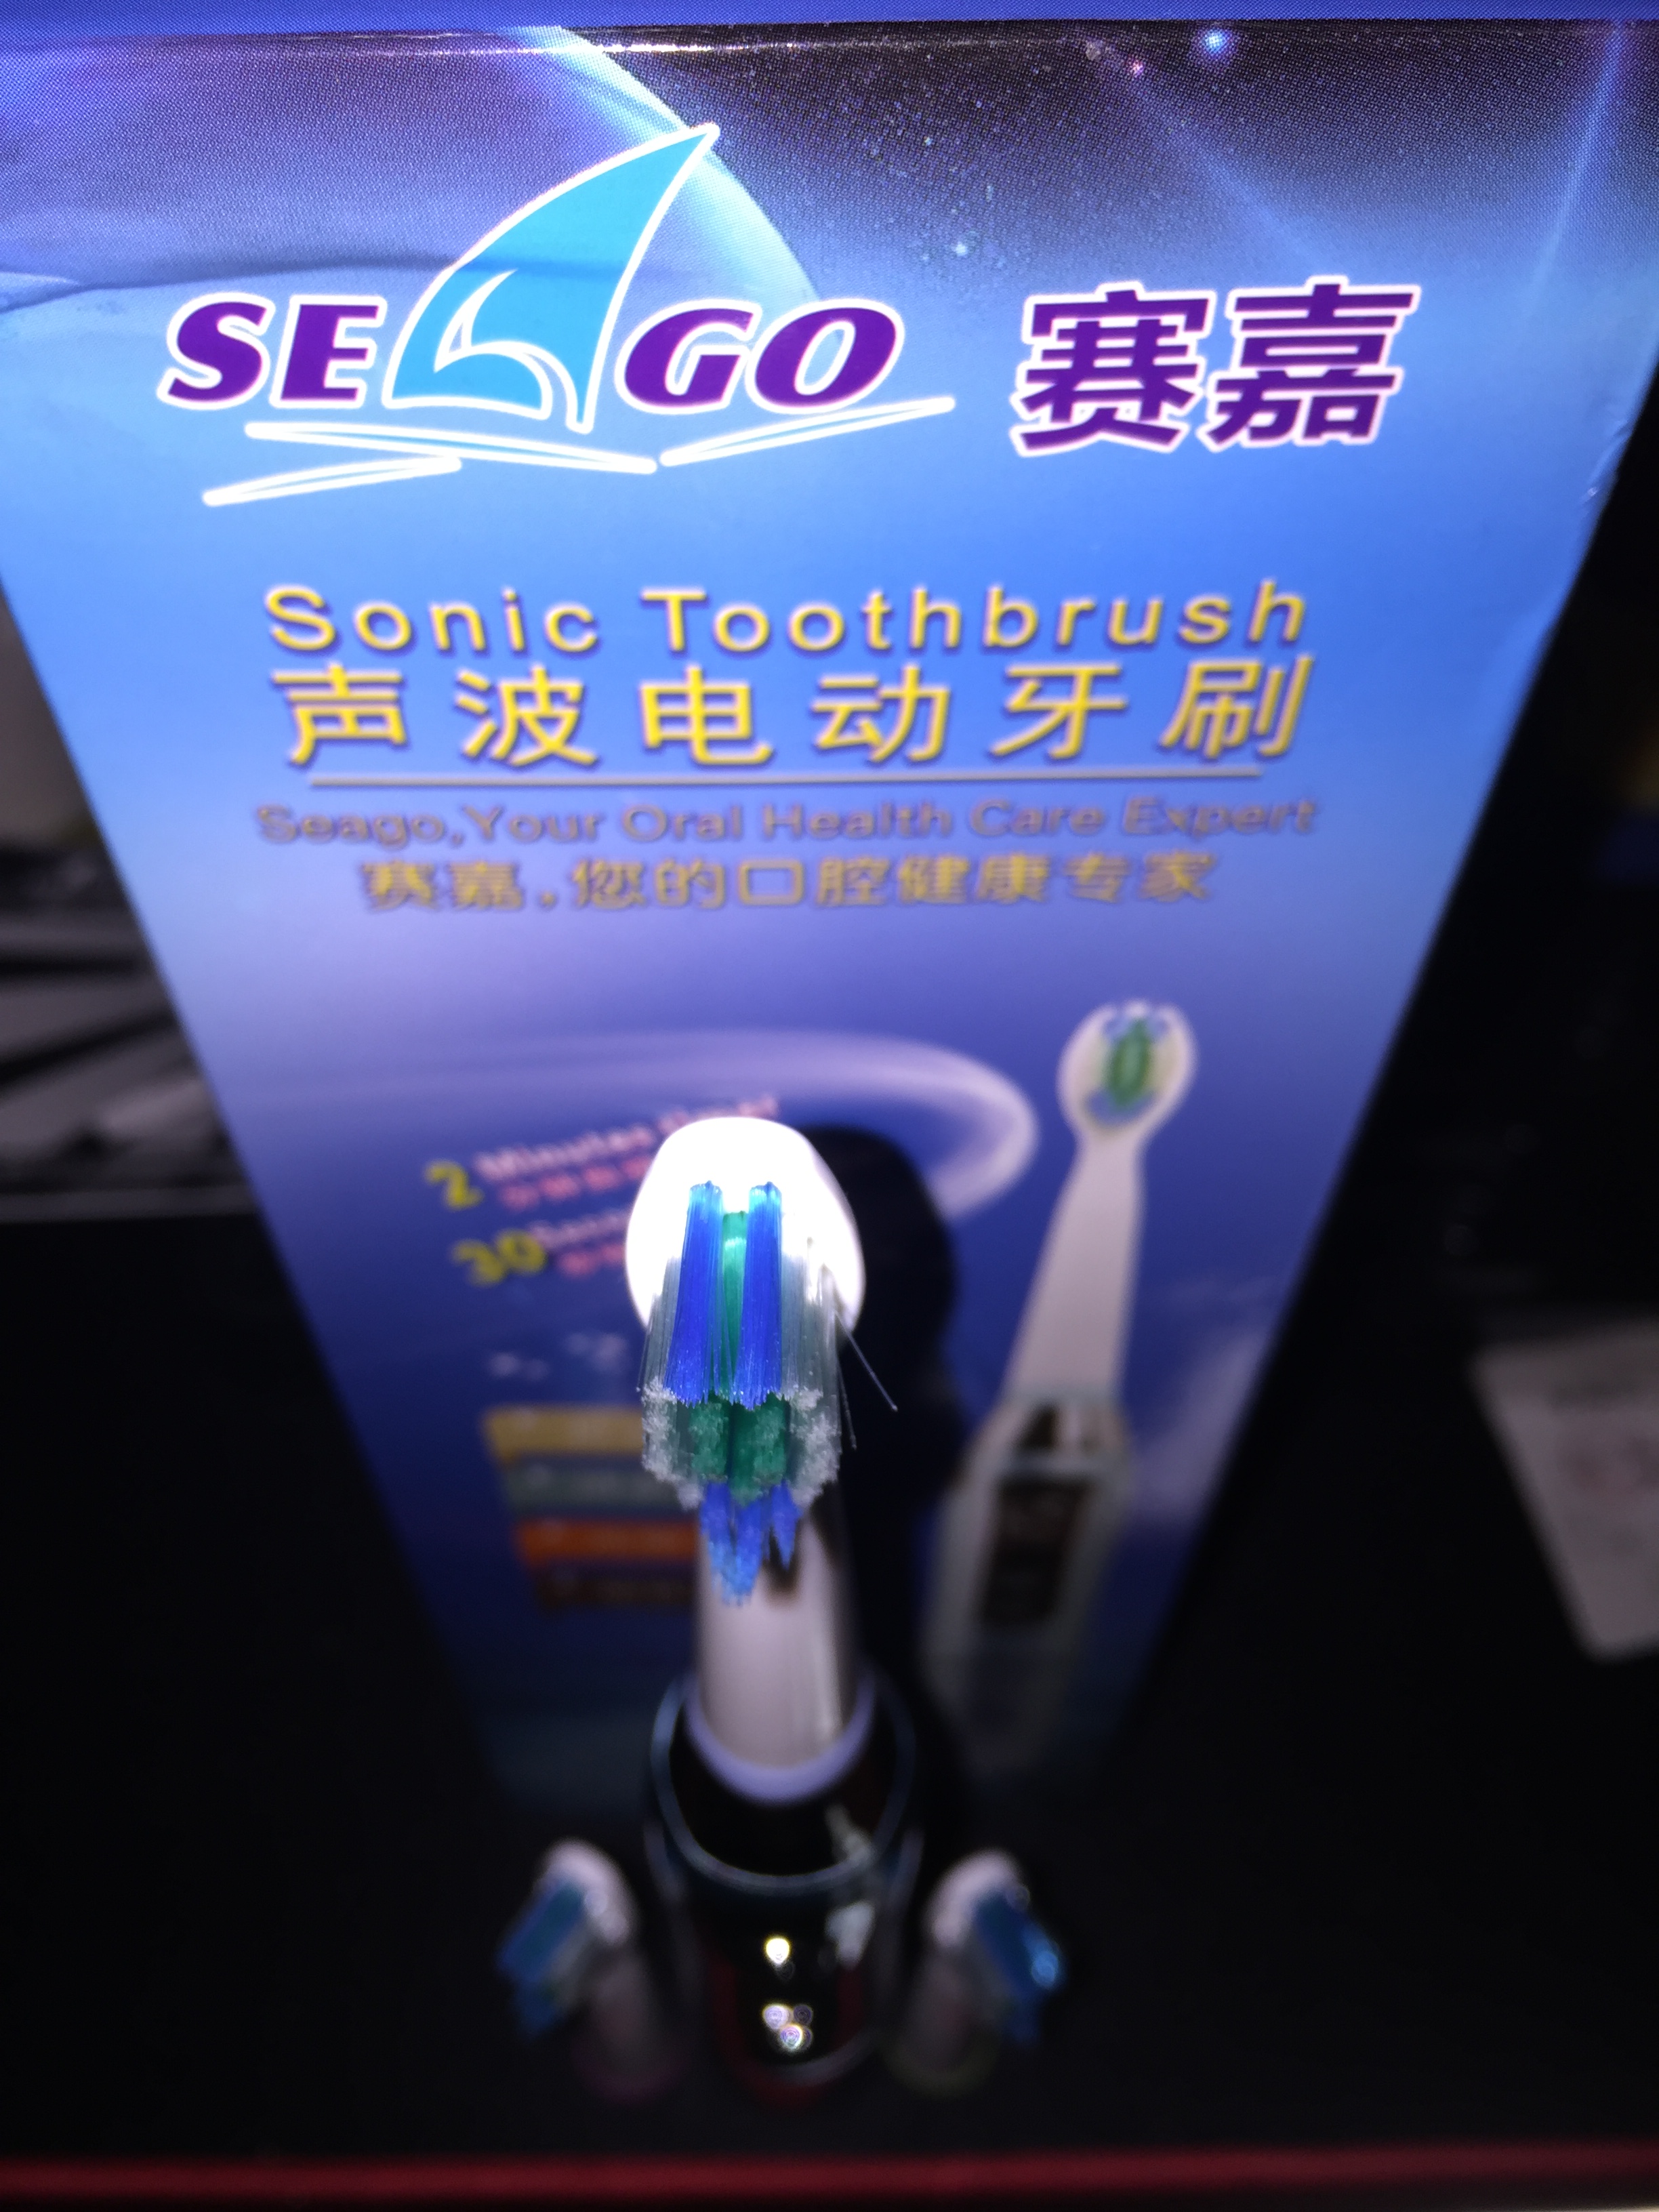 SEAGO 赛嘉
Sonic Toothbrush
声波电动牙刷
Seago,Your Oral Health Care Expert
赛嘉,您的口腔健康专家
2 Minutes
30